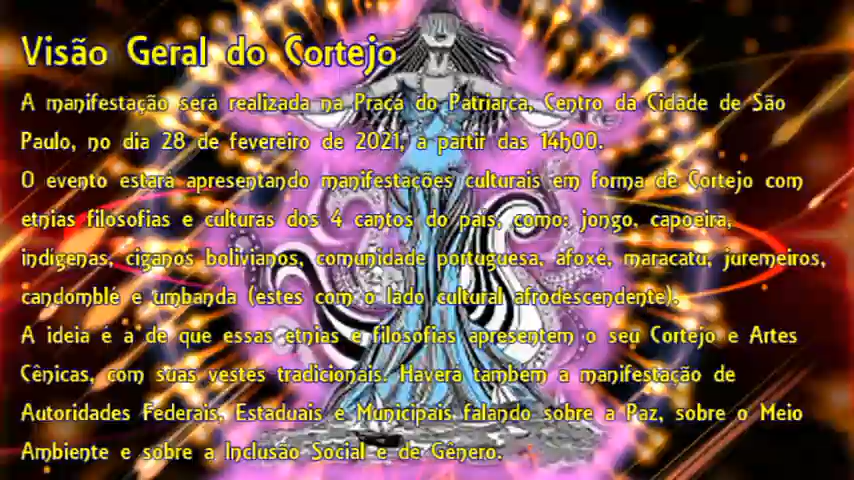 Visão Geral do Cortejo
A manifestação será realizada na Praça do Patriarca, Centro da Cidade de São
Paulo, no dia 28 de fevereiro de 2021, a partir das 14h00.
O evento estará apresentando manifestações culturais em forma de Cortejo com
etnias filosofias e culturas dos 4 cantos do país, como: jongo, capoeira,
indígenas, ciganos bolivianos, comunidade portuguesa, afoxé, maracatu, juremeiros,
candomblé e umbanda (estes com o lado cultural afrodescendente).
A ideia é a de que essas etnias e filosofias apresentem o seu Cortejo e Artes
Cênicas, com suas vestes tradicionais. Haverá também a manifestação de
Autoridades Federais, Estaduais e Municipais falando sobre a Paz, sobre o Meio
Ambiente e sobre a Inclusão Social e de Gênero.